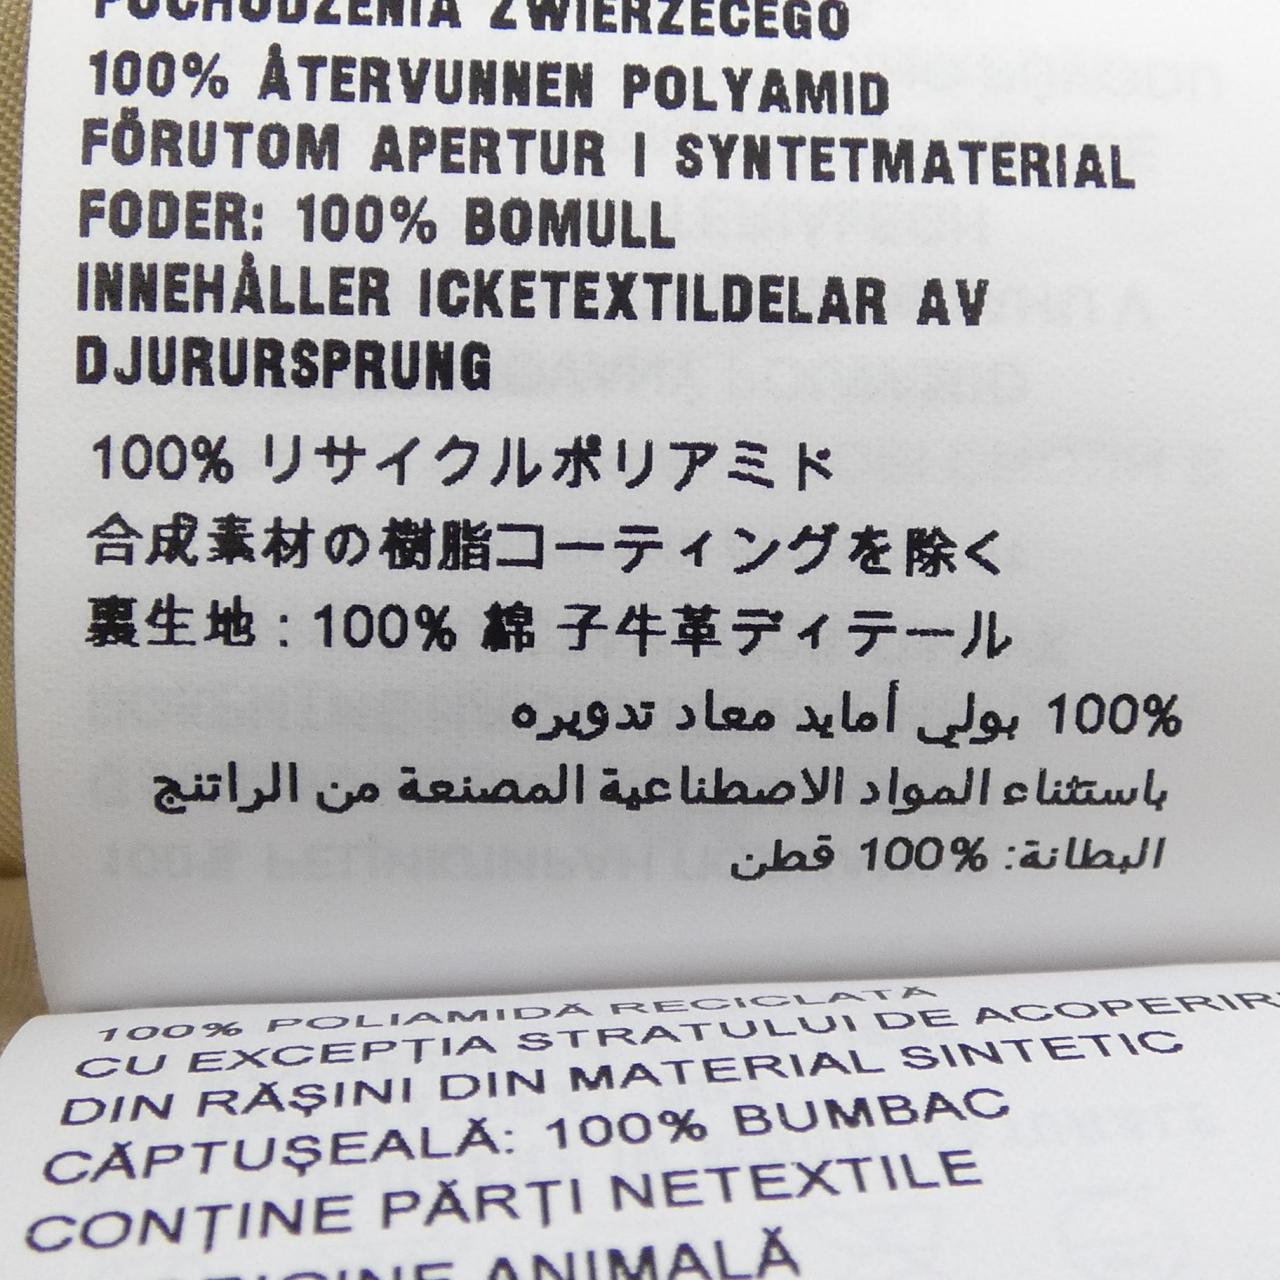 POCHODZENIA ZWIERZECEGO
100% ÅTERVUNNEN POLYAMID
FÖRUTOM APERTUR I SYNTETMATERIAL
FODER: 100% BOMULL
INNEHÅLLER ICKETEXTILDELAR AV
DJURURSPRUNG
100% リサイクルポリアミド
合成素材の樹脂コーティングを除く
裏生地 : 100% 綿 子牛革ディテール
100% بولي أمايد معاد تدويره
باستثناء المواد الاصطناعية المصنعة من الراتنج
البطانة: 100% قطن
100% POLIAMIDĂ RECICLATĂ
CU EXCEPȚIA STRATULUI DE ACOPERIRE
DIN RĂȘINI DIN MATERIAL SINTETIC
CĂPTUȘEALĂ: 100% BUMBAC
CONȚINE PĂRȚI NETEXTILE
ORIGINE ANIMALĂ